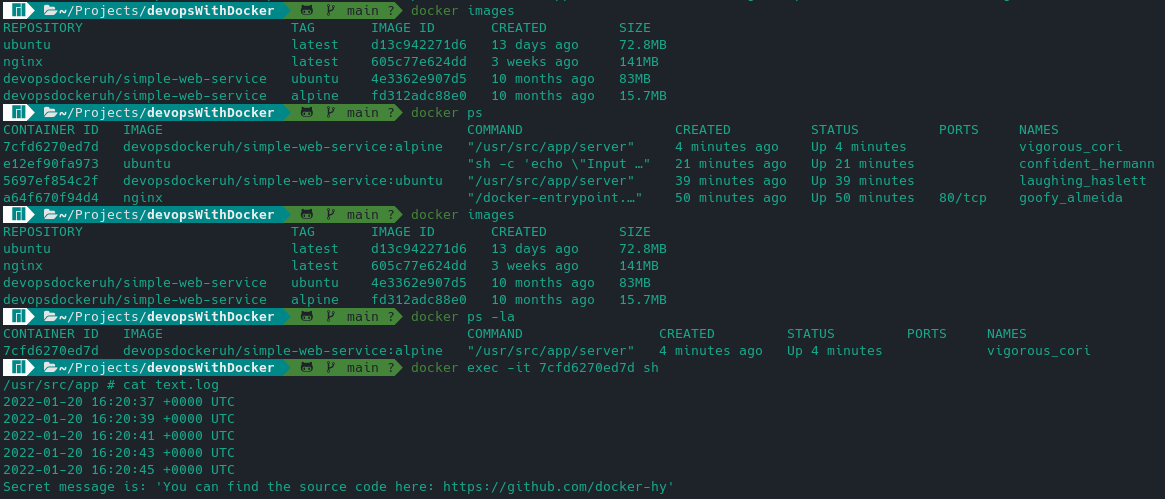 ~/Projects/devopsWithDocker main ? docker images
REPOSITORY TAG IMAGE ID CREATED SIZE
ubuntu latest d13c942271d6 13 days ago 72.8MB
nginx latest 605c77e624dd 3 weeks ago 141MB
devopsdockeruh/simple-web-service ubuntu 4e3362e907d5 10 months ago 83MB
devopsdockeruh/simple-web-service alpine fd312adc88e0 10 months ago 15.7MB
~/Projects/devopsWithDocker main ? docker ps
CONTAINER ID IMAGE COMMAND CREATED STATUS PORTS NAMES
7cfd6270ed7d devopsdockeruh/simple-web-service:alpine "/usr/src/app/server" 4 minutes ago Up 4 minutes vigorous_cori
e12ef90fa973 ubuntu "sh -c 'echo \"Input …" 21 minutes ago Up 21 minutes confident_hermann
5697ef854c2f devopsdockeruh/simple-web-service:ubuntu "/usr/src/app/server" 39 minutes ago Up 39 minutes laughing_haslett
a64f670f94d4 nginx "/docker-entrypoint.…" 50 minutes ago Up 50 minutes 80/tcp goofy_almeida
~/Projects/devopsWithDocker main ? docker images
REPOSITORY TAG IMAGE ID CREATED SIZE
ubuntu latest d13c942271d6 13 days ago 72.8MB
nginx latest 605c77e624dd 3 weeks ago 141MB
devopsdockeruh/simple-web-service ubuntu 4e3362e907d5 10 months ago 83MB
devopsdockeruh/simple-web-service alpine fd312adc88e0 10 months ago 15.7MB
~/Projects/devopsWithDocker main ? docker ps -la
CONTAINER ID IMAGE COMMAND CREATED STATUS PORTS NAMES
7cfd6270ed7d devopsdockeruh/simple-web-service:alpine "/usr/src/app/server" 4 minutes ago Up 4 minutes vigorous_cori
~/Projects/devopsWithDocker main ? docker exec -it 7cfd6270ed7d sh
/usr/src/app # cat text.log
2022-01-20 16:20:37 +0000 UTC
2022-01-20 16:20:39 +0000 UTC
2022-01-20 16:20:41 +0000 UTC
2022-01-20 16:20:43 +0000 UTC
2022-01-20 16:20:45 +0000 UTC
Secret message is: 'You can find the source code here: https://github.com/docker-hy'